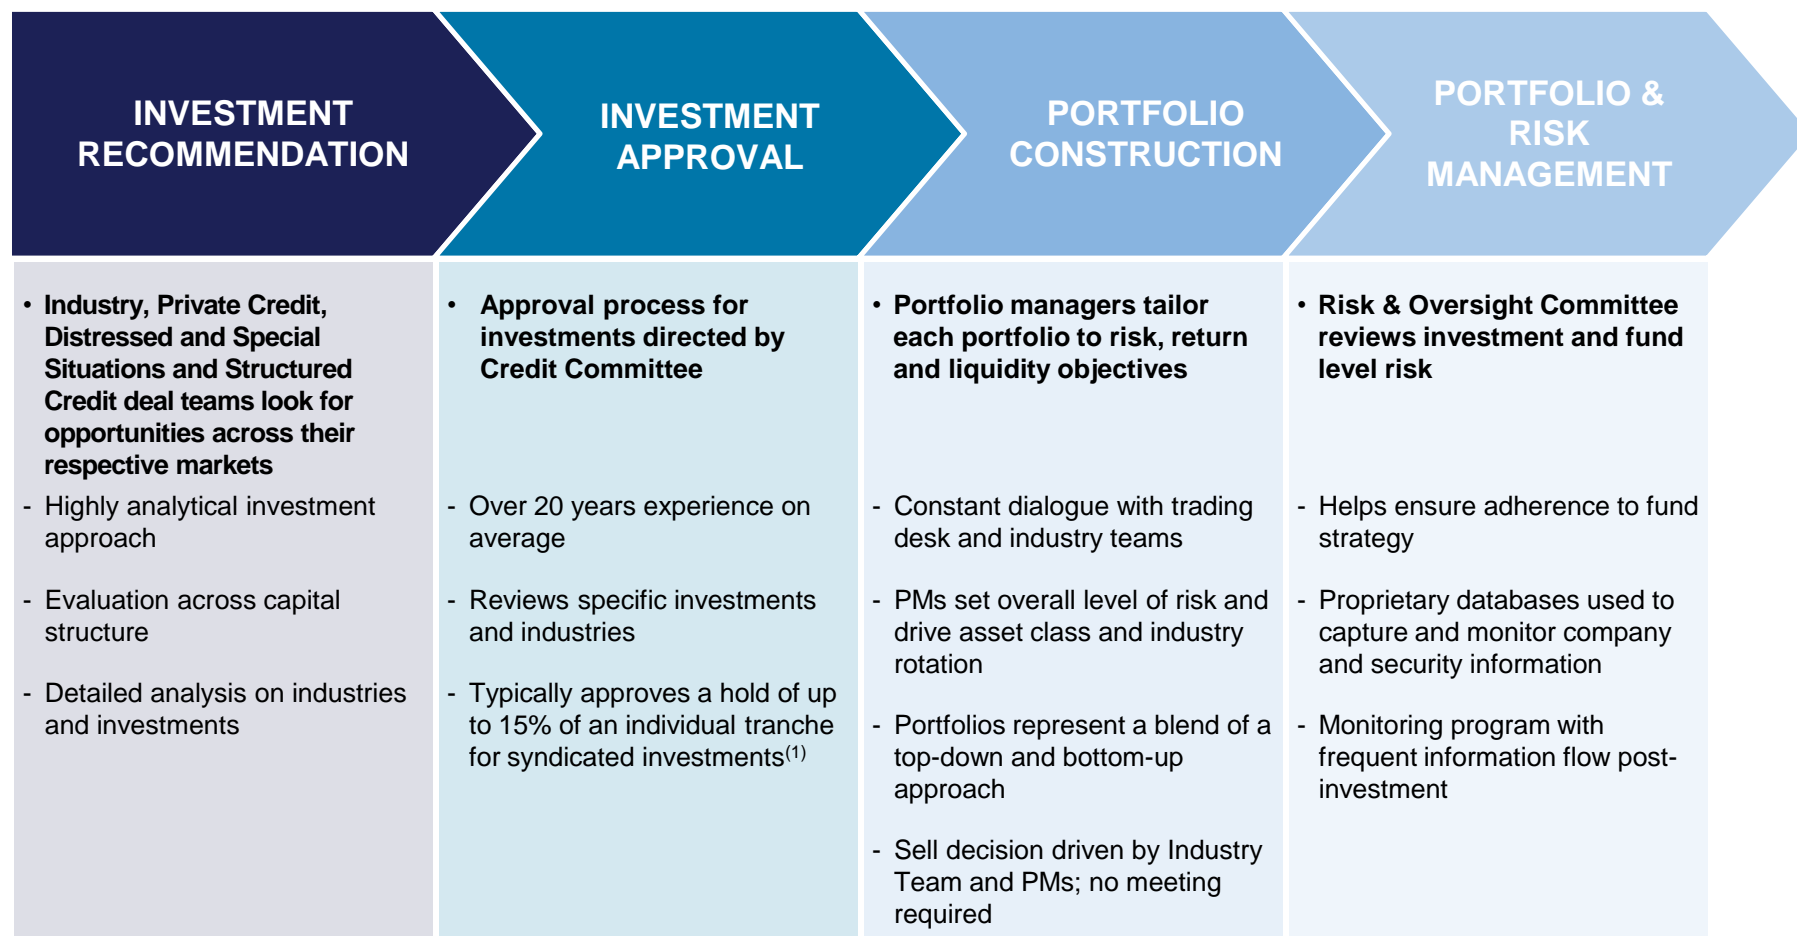 INVESTMENT
RECOMMENDATION
INVESTMENT
APPROVAL
PORTFOLIO
CONSTRUCTION
PORTFOLIO &
RISK
MANAGEMENT
• Industry, Private Credit,
Distressed and Special
Situations and Structured
Credit deal teams look for
opportunities across their
respective markets
- Highly analytical investment
approach
- Evaluation across capital
structure
- Detailed analysis on industries
and investments
• Approval process for
investments directed by
Credit Committee
- Over 20 years experience on
average
- Reviews specific investments
and industries
- Typically approves a hold of up
to 15% of an individual tranche
for syndicated investments(1)
• Portfolio managers tailor
each portfolio to risk, return
and liquidity objectives
- Constant dialogue with trading
desk and industry teams
- PMs set overall level of risk and
drive asset class and industry
rotation
- Portfolios represent a blend of a
top-down and bottom-up
approach
- Sell decision driven by Industry
Team and PMs; no meeting
required
• Risk & Oversight Committee
reviews investment and fund
level risk
- Helps ensure adherence to fund
strategy
- Proprietary databases used to
capture and monitor company
and security information
- Monitoring program with
frequent information flow post-
investment